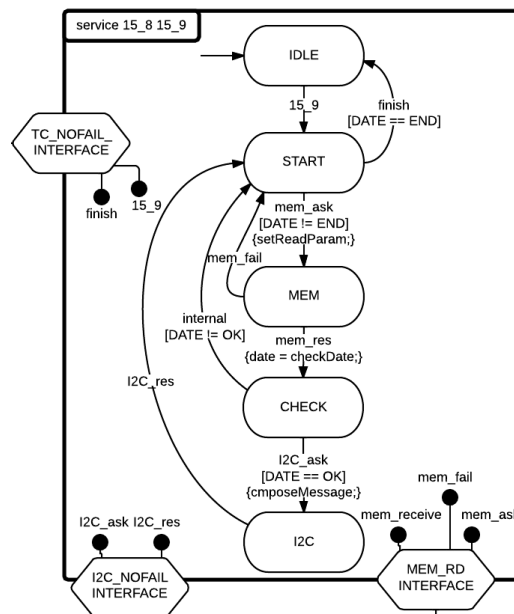 service 15_8 15_9
IDLE
15_9
finish
[DATE == END]
TC_NOFAIL_
INTERFACE
START
finish
15_9
mem_ask
[DATE != END]
{setReadParam;}
mem_fail
MEM
internal
[DATE != OK]
mem_res
{date = checkDate;}
I2C_res
CHECK
I2C_ask
[DATE == OK]
{cmposeMessage;}
mem_fail
I2C_ask
I2C_res
mem_receive
mem_ask
I2C
I2C_NOFAIL
INTERFACE
MEM_RD
INTERFACE